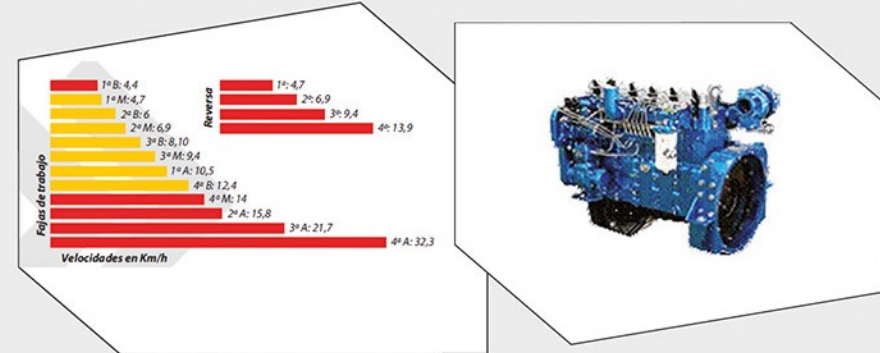 Fajas de trabajo
1ª B: 4,4
1ª M: 4,7
2ª B: 6
2ª M: 6,9
3ª B: 8,10
3ª M: 9,4
1ª A: 10,5
4ª B: 12,4
4ª M: 14
2ª A: 15,8
3ª A: 21,7
4ª A: 32,3
Velocidades en Km/h
Reversa
1ª: 4,7
2ª: 6,9
3ª: 9,4
4ª: 13,9